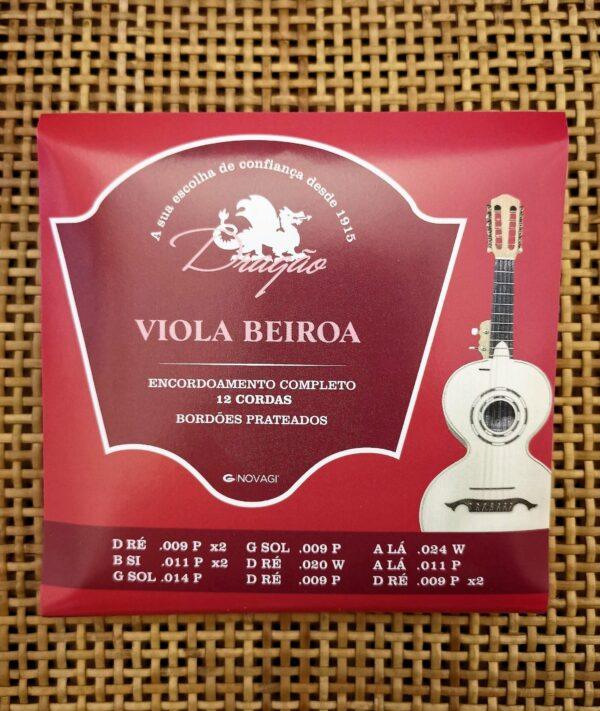 A sua escolha de confiança desde 1915
Dragão
VIOLA BEIROA
ENCORDOAMENTO COMPLETO
12 CORDAS
BORDÕES PRATEADOS
G NOVAGI
D RÉ .009 P x2 G SOL .009 P A LÁ .024 W
B SI .011 P x2 D RÉ .020 W A LÁ .011 P
G SOL .014 P D RÉ .009 P D RÉ .009 P x2